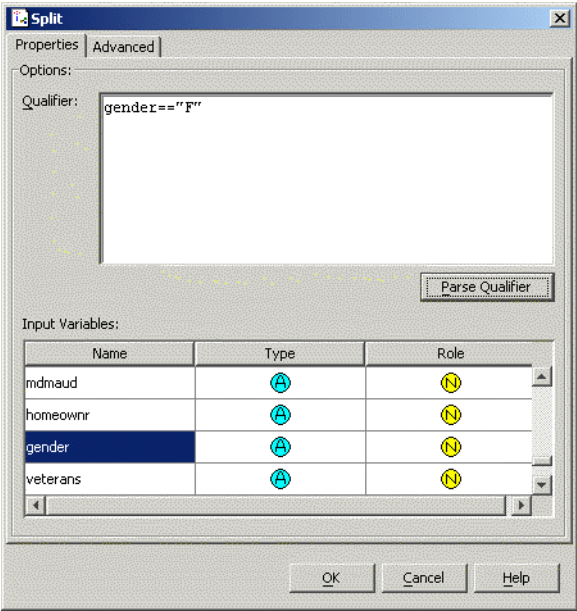 Split
Properties Advanced
Options:
Qualifier:
gender=="F"
Parse Qualifier
Input Variables:
Name Type Role
mdmaud A N
homeownr A N
gender A N
veterans A N
OK Cancel Help